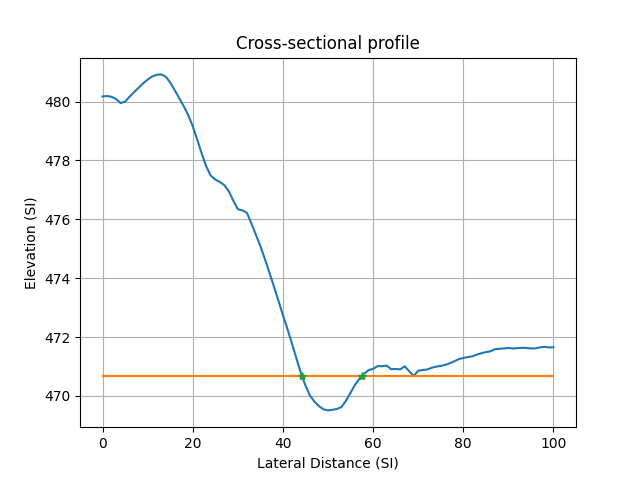 Cross-sectional profile
Elevation (SI)
480
478
476
474
472
470
0 20 40 60 80 100
Lateral Distance (SI)